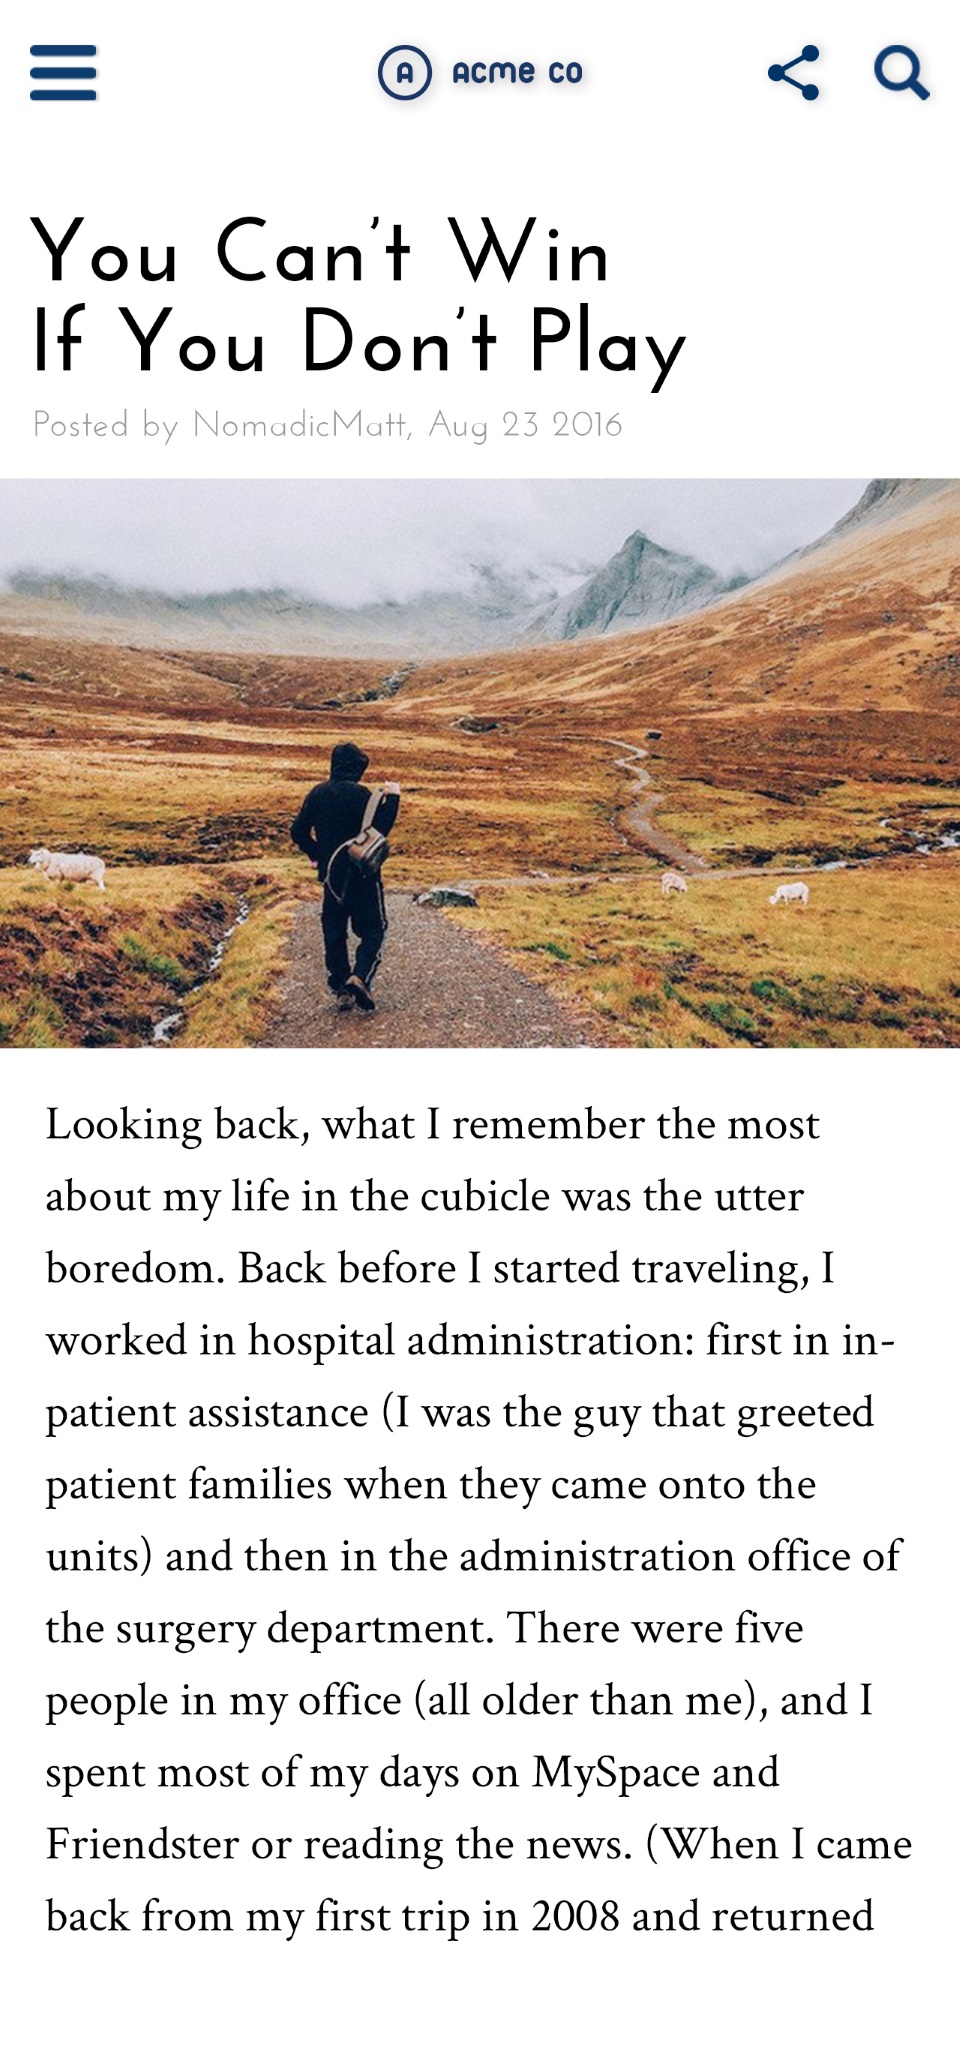 A acme co
You Can't Win
If You Don't Play
Posted by NomadicMatt, Aug 23 2016
Looking back, what I remember the most
about my life in the cubicle was the utter
boredom. Back before I started traveling, I
worked in hospital administration: first in in-
patient assistance (I was the guy that greeted
patient families when they came onto the
units) and then in the administration office of
the surgery department. There were five
people in my office (all older than me), and I
spent most of my days on MySpace and
Friendster or reading the news. (When I came
back from my first trip in 2008 and returned